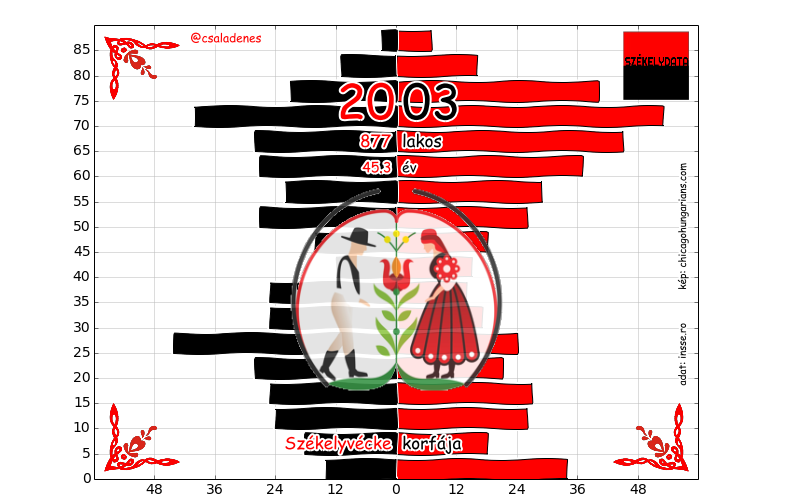 @csaladenes
SZÉKELYDATA
2003
877 lakos
45.3 év
kép: chicagohungarians.com
adat: insse.ro
Székelyvécke korfája
85
80
75
70
65
60
55
50
45
40
35
30
25
20
15
10
5
0
48 36 24 12 0 12 24 36 48